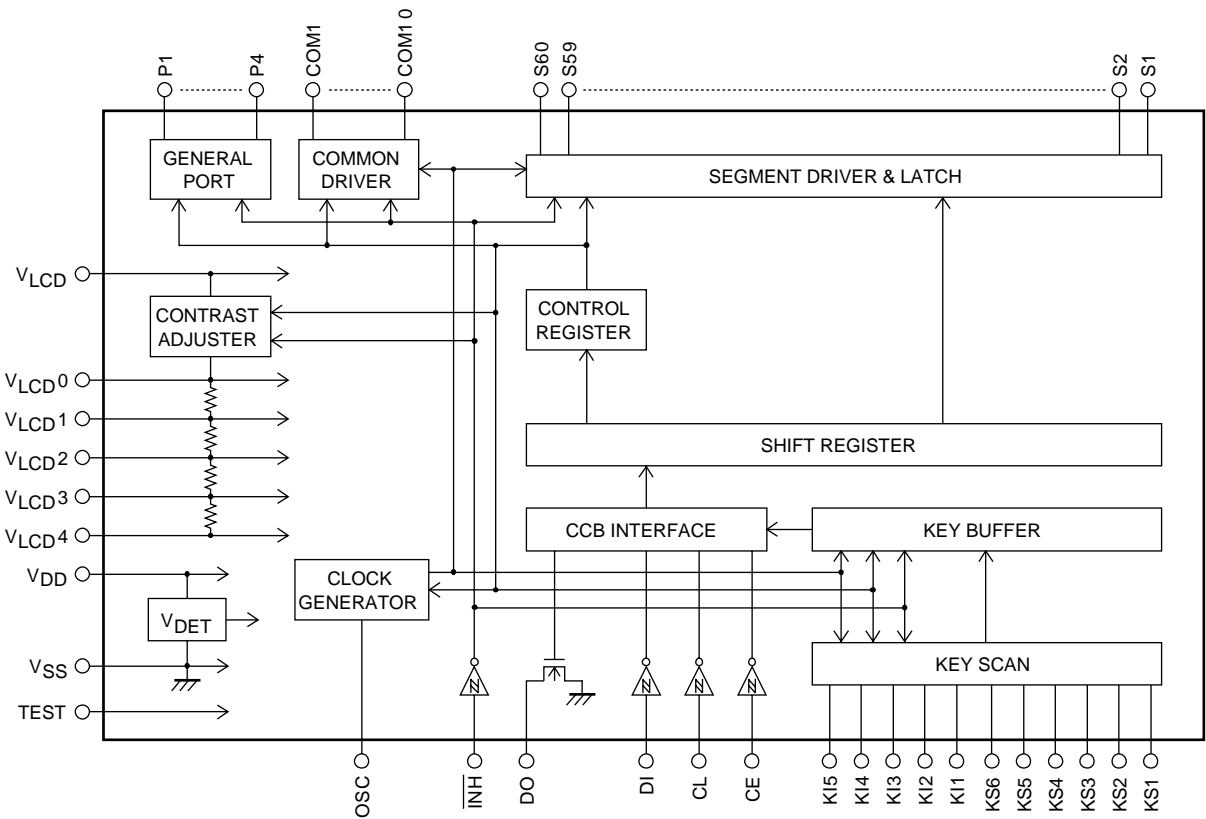 P1
P4
COM1
COM10
S60
S59
S2
S1
GENERAL
PORT
COMMON
DRIVER
SEGMENT DRIVER & LATCH
VLCD
CONTRAST
ADJUSTER
CONTROL
REGISTER
VLCD0
VLCD1
VLCD2
VLCD3
VLCD4
SHIFT REGISTER
CCB INTERFACE
KEY BUFFER
VDD
CLOCK
GENERATOR
VDET
VSS
KEY SCAN
TEST
OSC
INH
DO
DI
CL
CE
KI5
KI4
KI3
KI2
KI1
KS6
KS5
KS4
KS3
KS2
KS1